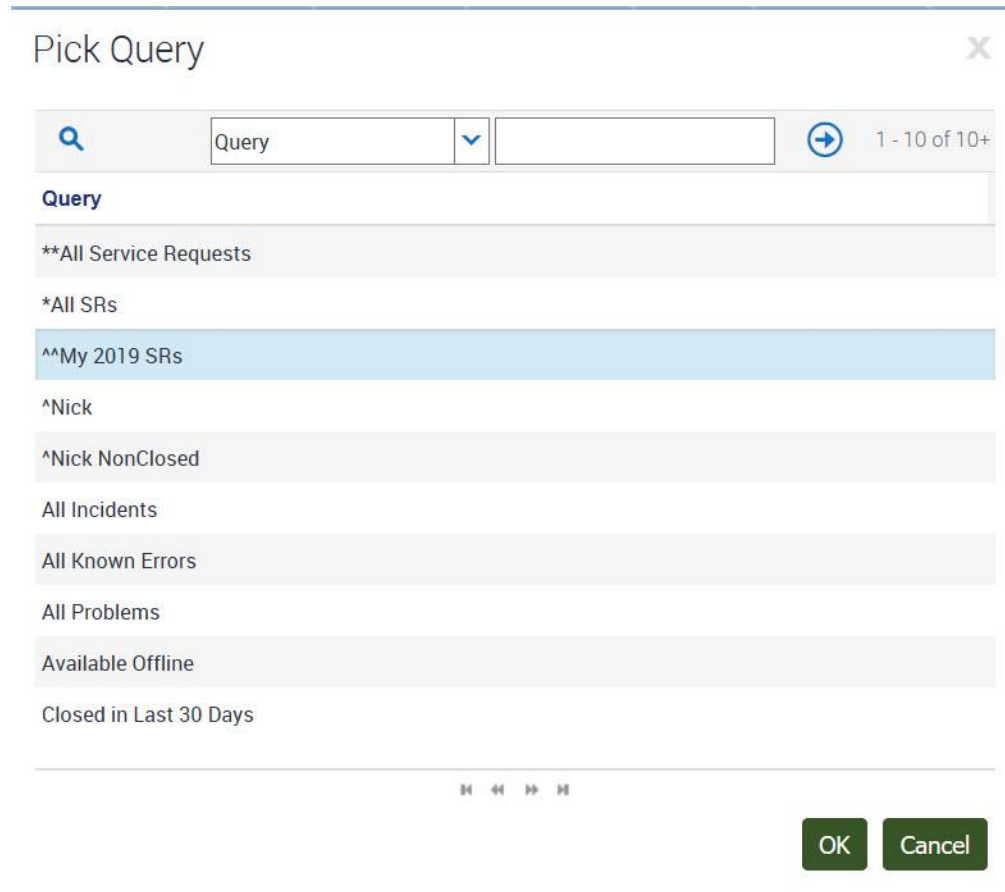 Pick Query
X
Query
1 - 10 of 10+
Query
**All Service Requests
*All SRs
^^My 2019 SRs
^Nick
^Nick NonClosed
All Incidents
All Known Errors
All Problems
Available Offline
Closed in Last 30 Days
OK
Cancel